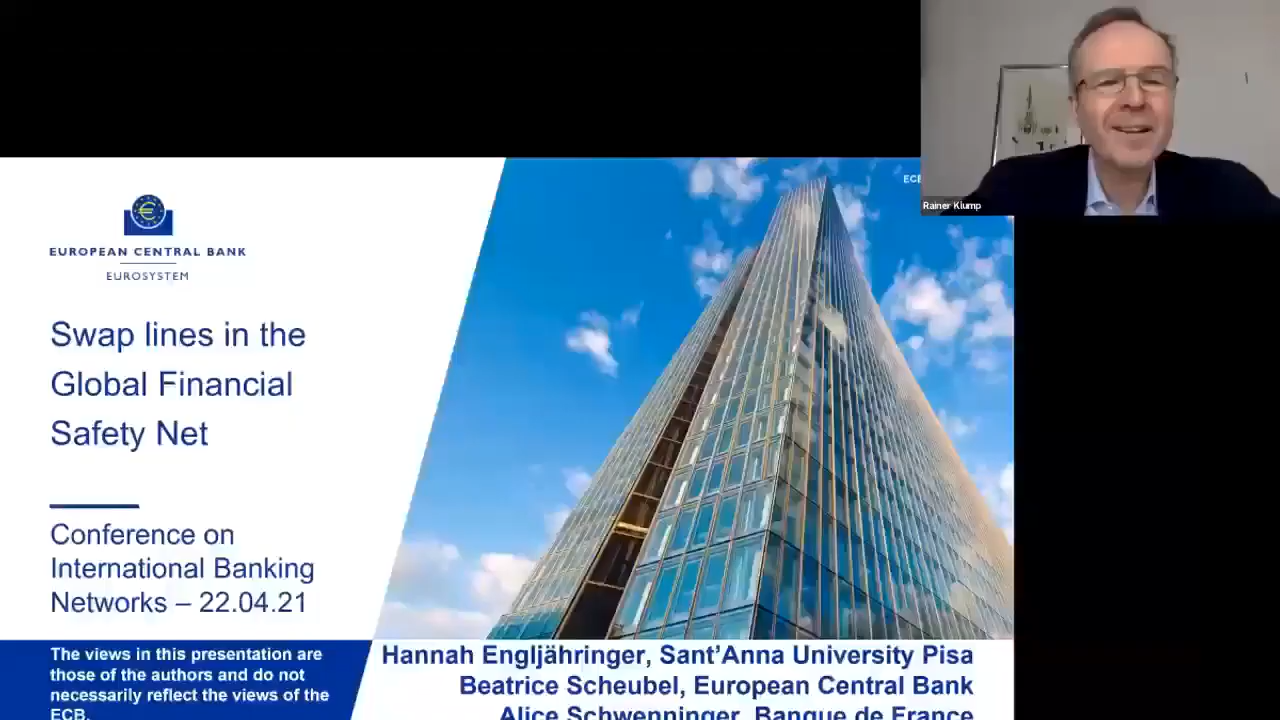 EUROPEAN CENTRAL BANK
EUROSYSTEM
Swap lines in the
Global Financial
Safety Net
Conference on
International Banking
Networks – 22.04.21
The views in this presentation are
those of the authors and do not
necessarily reflect the views of the
ECB.
Hannah Engljähringer, Sant’Anna University Pisa
Beatrice Scheubel, European Central Bank
Alice Schwenninger, Banque de France
Rainer Klump